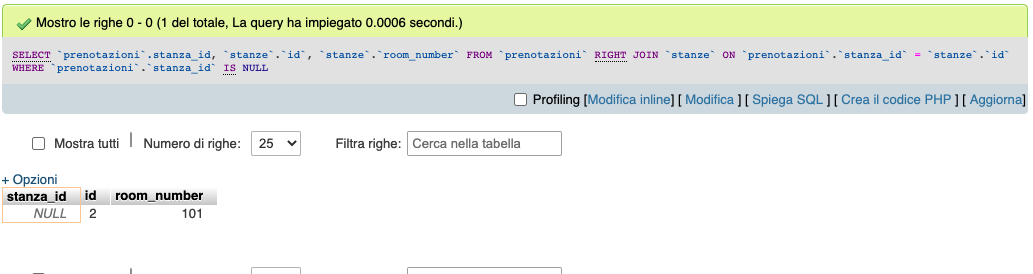 Mostro le righe 0 - 0 (1 del totale, La query ha impiegato 0.0006 secondi.)
SELECT `prenotazioni`.stanza_id, `stanze`.`id`, `stanze`.`room_number` FROM `prenotazioni` RIGHT JOIN `stanze` ON `prenotazioni`.`stanza_id` = `stanze`.`id`
WHERE `prenotazioni`.`stanza_id` IS NULL
Profiling [Modifica inline] [ Modifica ] [ Spiega SQL ] [ Crea il codice PHP ] [ Aggiorna]
Mostra tutti | Numero di righe: 25 Filtra righe: Cerca nella tabella
+ Opzioni
stanza_id id room_number
NULL 2 101